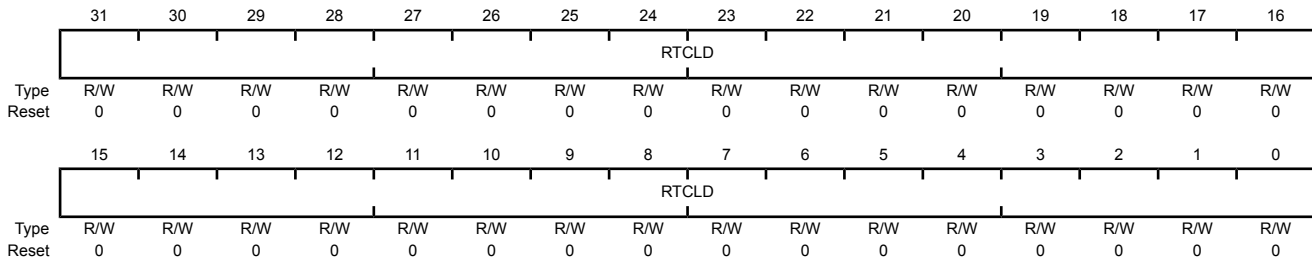 31 30 29 28 27 26 25 24 23 22 21 20 19 18 17 16
RTCLD
Type R/W R/W R/W R/W R/W R/W R/W R/W R/W R/W R/W R/W R/W R/W R/W R/W
Reset 0 0 0 0 0 0 0 0 0 0 0 0 0 0 0 0
15 14 13 12 11 10 9 8 7 6 5 4 3 2 1 0
RTCLD
Type R/W R/W R/W R/W R/W R/W R/W R/W R/W R/W R/W R/W R/W R/W R/W R/W
Reset 0 0 0 0 0 0 0 0 0 0 0 0 0 0 0 0